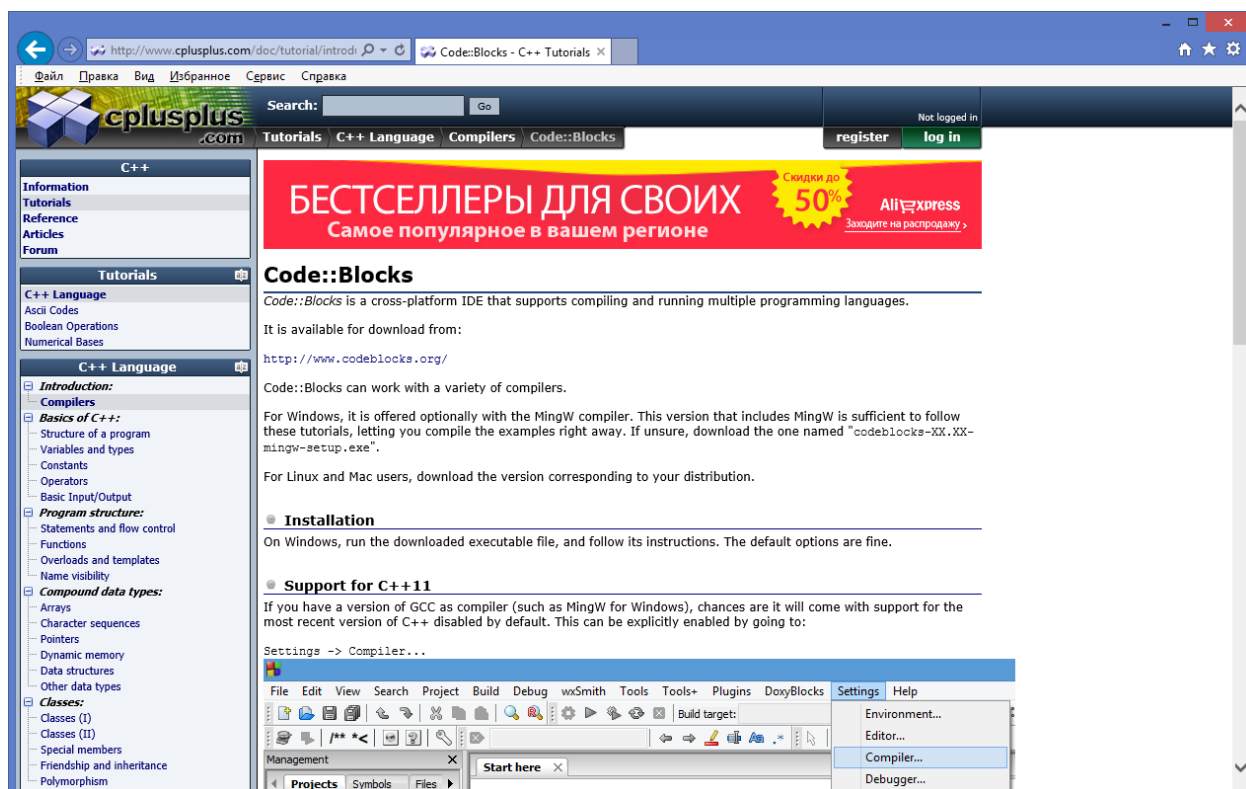 http://www.cplusplus.com/doc/tutorial/introdu
Code::Blocks - C++ Tutorials
Файл Правка Вид Избранное Сервис Справка
cplusplus
.com
Search:
Go
Not logged in
Tutorials C++ Language Compilers Code::Blocks
register log in
C++
Information
Tutorials
Reference
Articles
Forum
Tutorials
C++ Language
Ascii Codes
Boolean Operations
Numerical Bases
C++ Language
Introduction:
Compilers
Basics of C++:
Structure of a program
Variables and types
Constants
Operators
Basic Input/Output
Program structure:
Statements and flow control
Functions
Overloads and templates
Name visibility
Compound data types:
Arrays
Character sequences
Pointers
Dynamic memory
Data structures
Other data types
Classes:
Classes (I)
Classes (II)
Special members
Friendship and inheritance
Polymorphism
БЕСТСЕЛЛЕРЫ ДЛЯ СВОИХ
Самое популярное в вашем регионе
Скидки до
50%
AliExpress
Заходите на распродажу ›
Code::Blocks
Code::Blocks is a cross-platform IDE that supports compiling and running multiple programming languages.
It is available for download from:
http://www.codeblocks.org/
Code::Blocks can work with a variety of compilers.
For Windows, it is offered optionally with the MingW compiler. This version that includes MingW is sufficient to follow
these tutorials, letting you compile the examples right away. If unsure, download the one named "codeblocks-XX.XX-
mingw-setup.exe".
For Linux and Mac users, download the version corresponding to your distribution.
Installation
On Windows, run the downloaded executable file, and follow its instructions. The default options are fine.
Support for C++11
If you have a version of GCC as compiler (such as MingW for Windows), chances are it will come with support for the
most recent version of C++ disabled by default. This can be explicitly enabled by going to:
Settings -> Compiler...
File Edit View Search Project Build Debug wxSmith Tools Tools+ Plugins DoxyBlocks Settings Help
Build target:
/** *<
Management
Projects Symbols Files
Start here
Environment...
Editor...
Compiler...
Debugger...